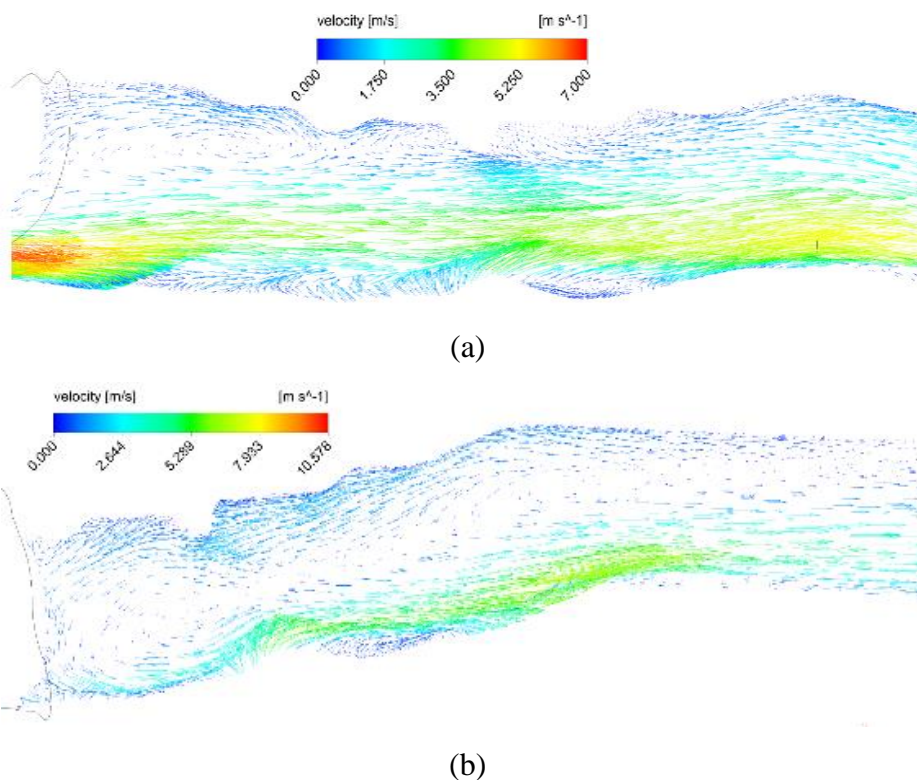 velocity [m/s] [m s^-1]
0.000 1.750 3.500 5.250 7.000
(a)
velocity [m/s] [m s^-1]
0.000 2.644 5.289 7.933 10.578
(b)